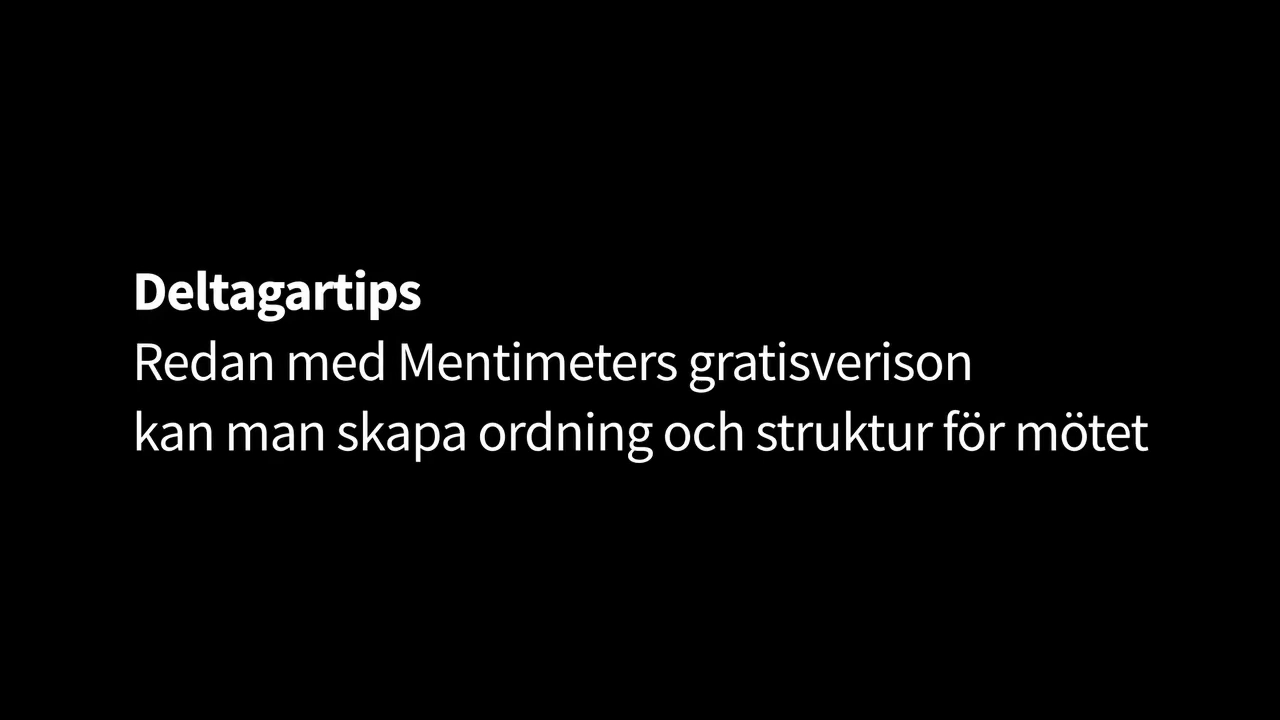 Deltagartips
Redan med Mentimeters gratisverison
kan man skapa ordning och struktur för mötet